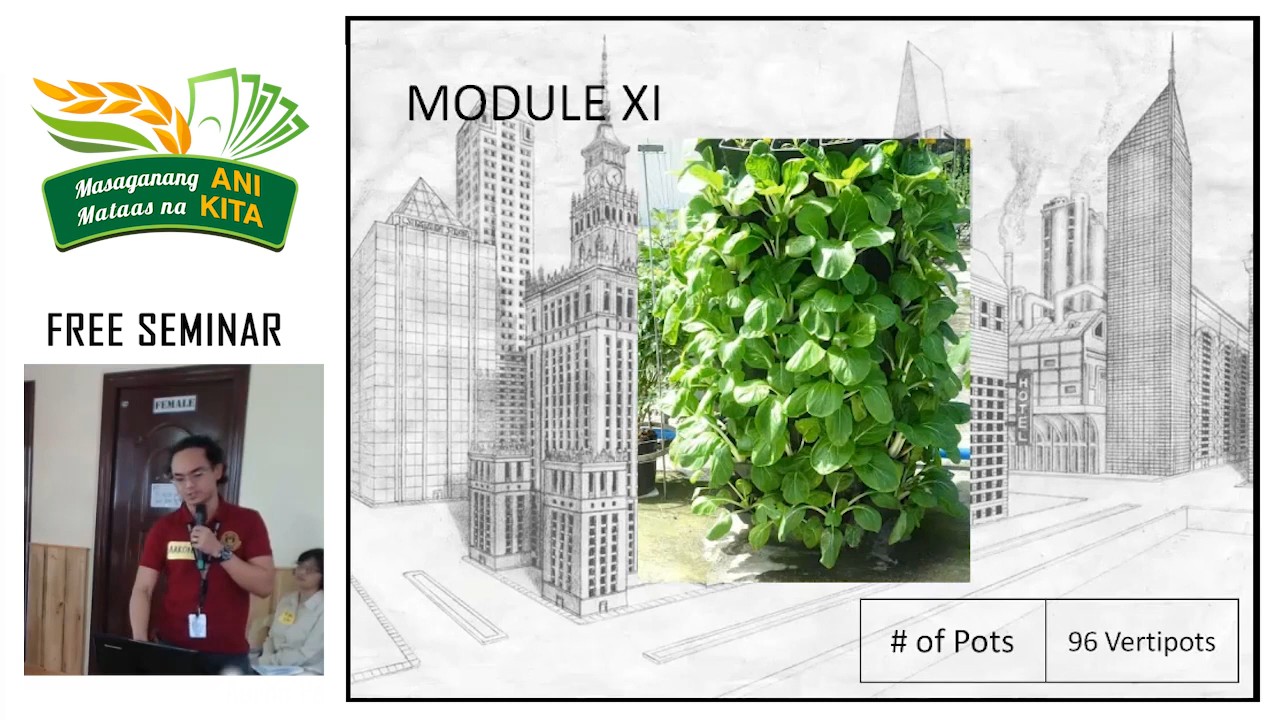 Masaganang ANI
Mataas na KITA
FREE SEMINAR
FEMALE
MODULE XI
HOTEL
# of Pots
96 Vertipots